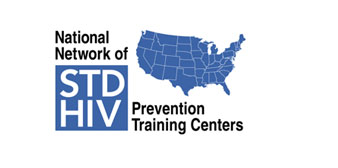 National
Network of
STD
HIV
Prevention
Training Centers